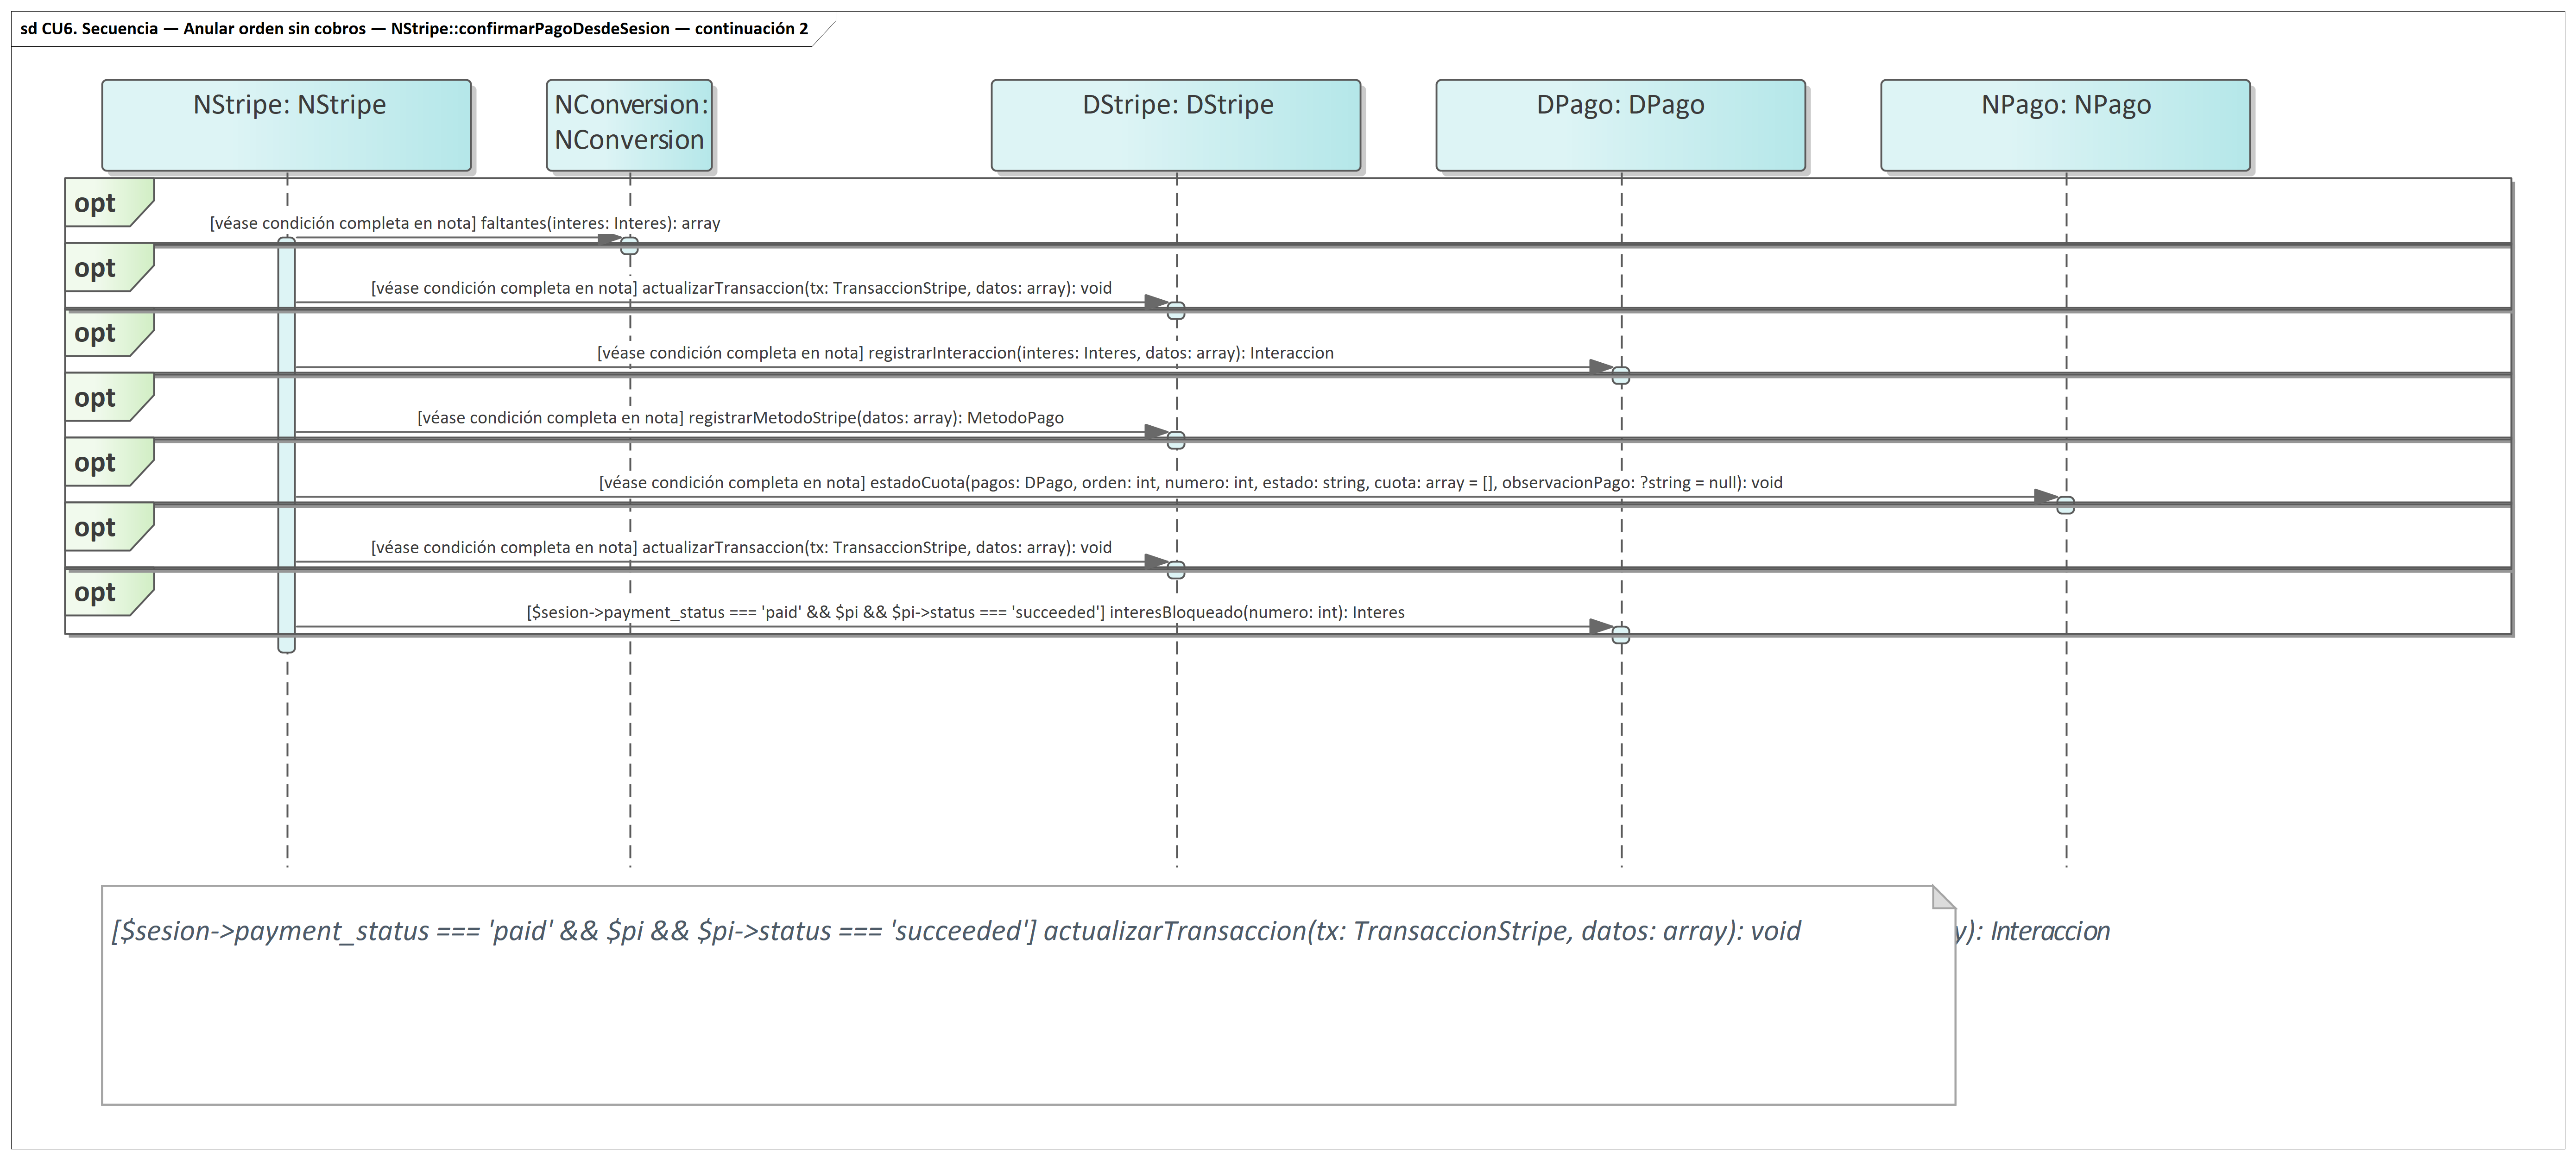 sd CU6. Secuencia — Anular orden sin cobros — NStripe::confirmarPagoDesdeSesion — continuación 2
NStripe: NStripe
NConversion:
NConversion
DStripe: DStripe
DPago: DPago
NPago: NPago
opt
[véase condición completa en nota] faltantes(interes: Interes): array
opt
[véase condición completa en nota] actualizarTransaccion(tx: TransaccionStripe, datos: array): void
opt
[véase condición completa en nota] registrarInteraccion(interes: Interes, datos: array): Interaccion
opt
[véase condición completa en nota] registrarMetodoStripe(datos: array): MetodoPago
opt
[véase condición completa en nota] estadoCuota(pagos: DPago, orden: int, numero: int, estado: string, cuota: array = [], observacionPago: ?string = null): void
opt
[véase condición completa en nota] actualizarTransaccion(tx: TransaccionStripe, datos: array): void
opt
[$sesion->payment_status === 'paid' && $pi && $pi->status === 'succeeded'] interesBloqueado(numero: int): Interes
[$sesion->payment_status === 'paid' && $pi && $pi->status === 'succeeded'] actualizarTransaccion(tx: TransaccionStripe, datos: array): void
y): Interaccion